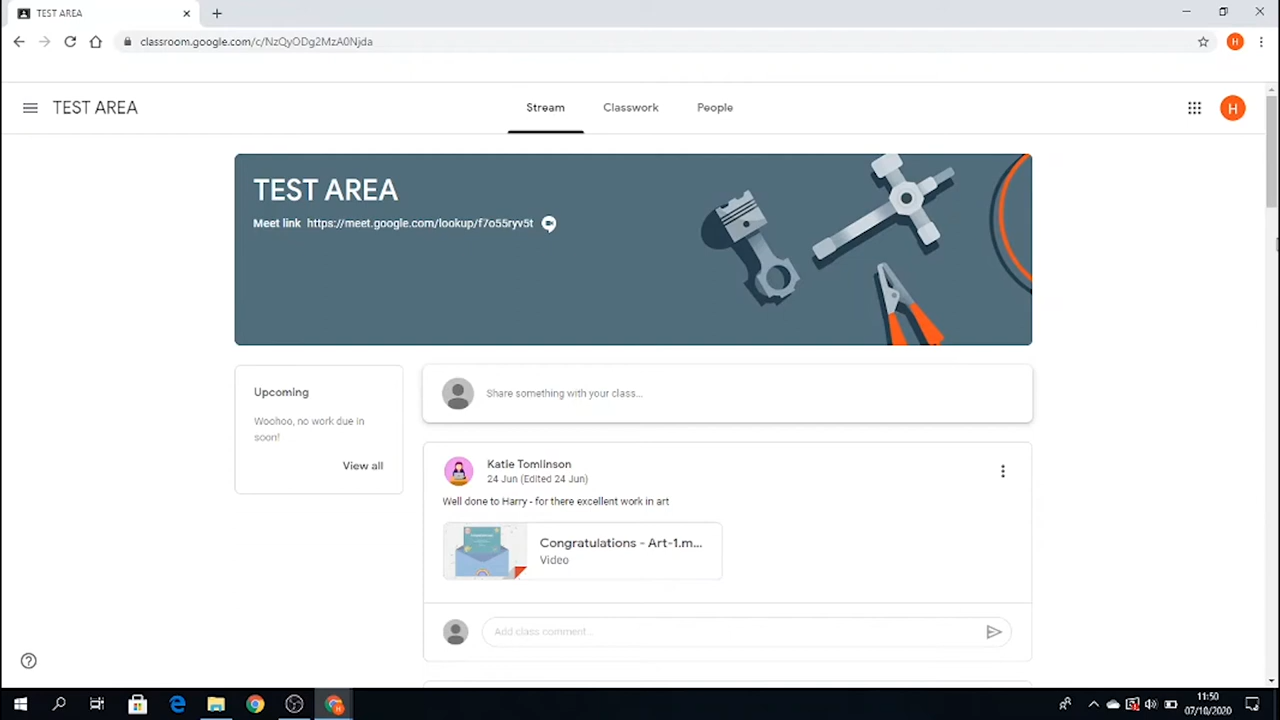 TEST AREA
classroom.google.com/c/NzQyODg2MzA0Njda
H
TEST AREA
Stream
Classwork
People
H
TEST AREA
Meet link https://meet.google.com/lookup/f7o55ryv5t
Upcoming
Woohoo, no work due in
soon!
View all
Share something with your class...
Katie Tomlinson
24 Jun (Edited 24 Jun)
Well done to Harry - for there excellent work in art
Congratulations - Art-1.m...
Video
Add class comment...
11:50
07/10/2020